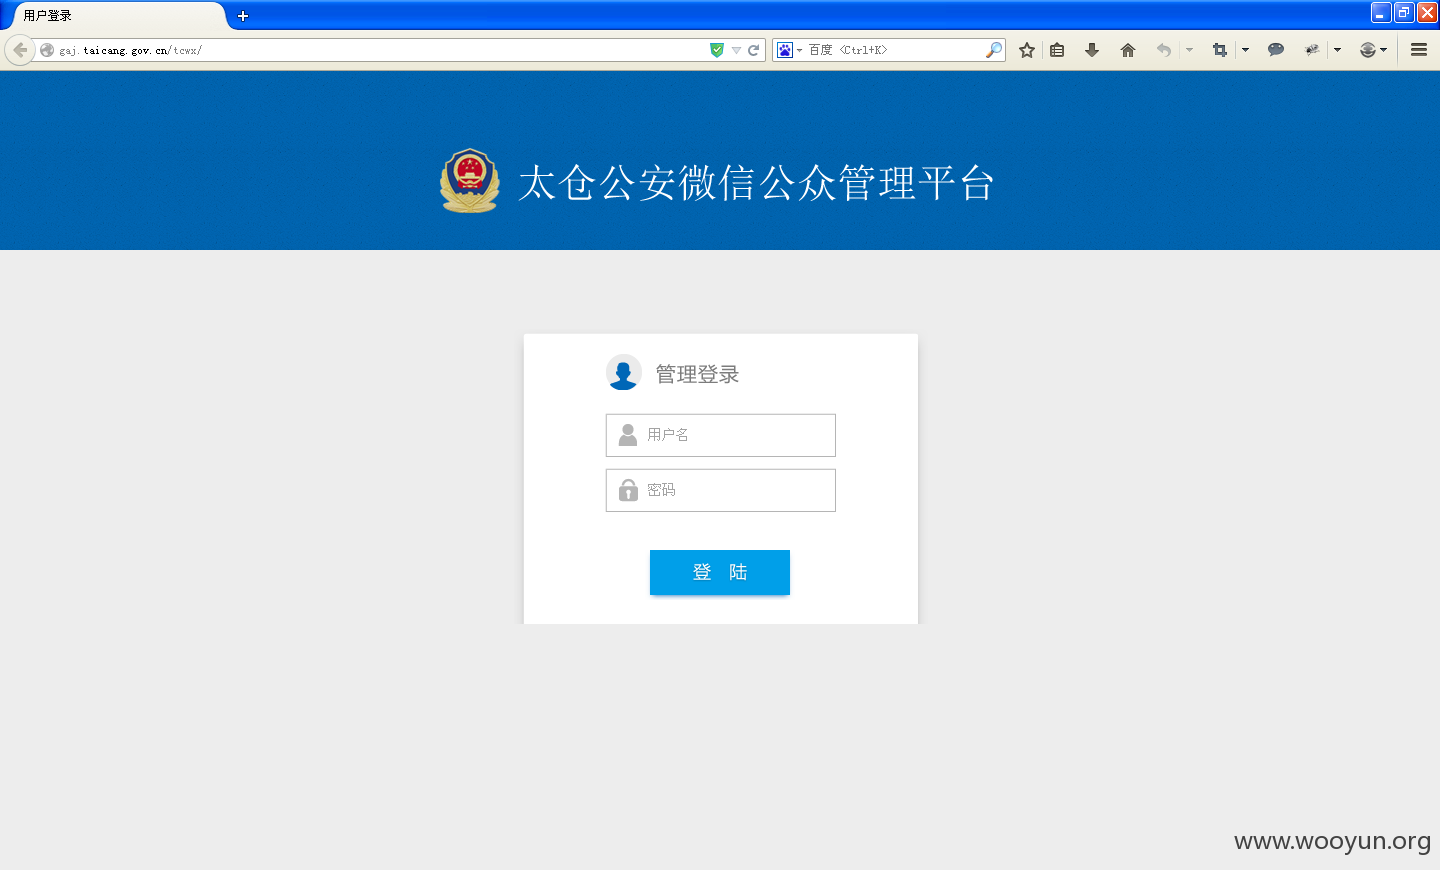 用户登录
gaj.taicang.gov.cn/tcwx/
百度 <Ctrl+K>
太仓公安微信公众管理平台
管理登录
用户名
密码
登 陆
www.wooyun.org